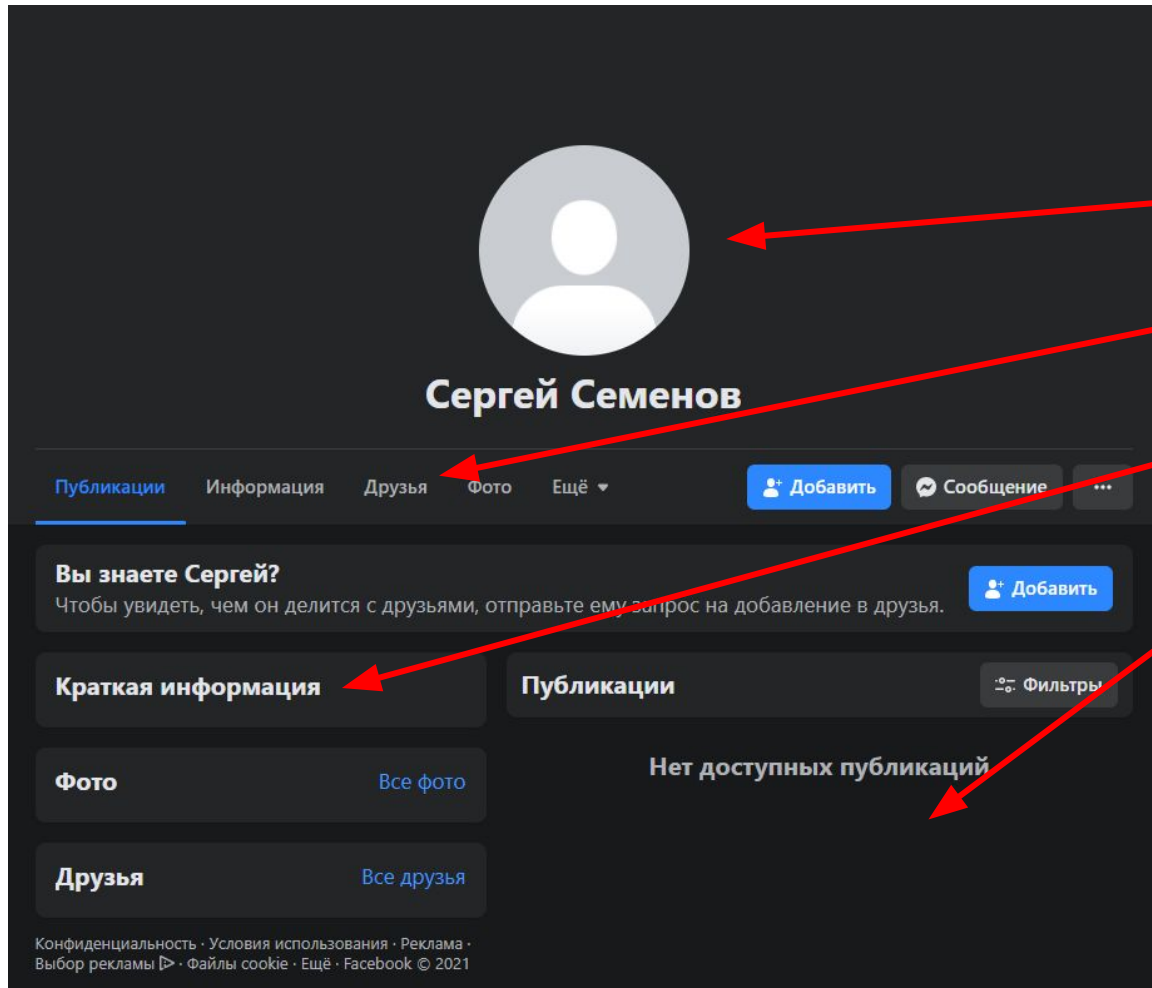 Сергей Семенов
Публикации Информация Друзья Фото Ещё Добавить Сообщение ...
Вы знаете Сергей?
Чтобы увидеть, чем он делится с друзьями, отправьте ему запрос на добавление в друзья.
Добавить
Краткая информация
Публикации Фильтры
Нет доступных публикаций
Фото Все фото
Друзья Все друзья
Конфиденциальность · Условия использования · Реклама ·
Выбор рекламы · Файлы cookie · Ещё · Facebook © 2021